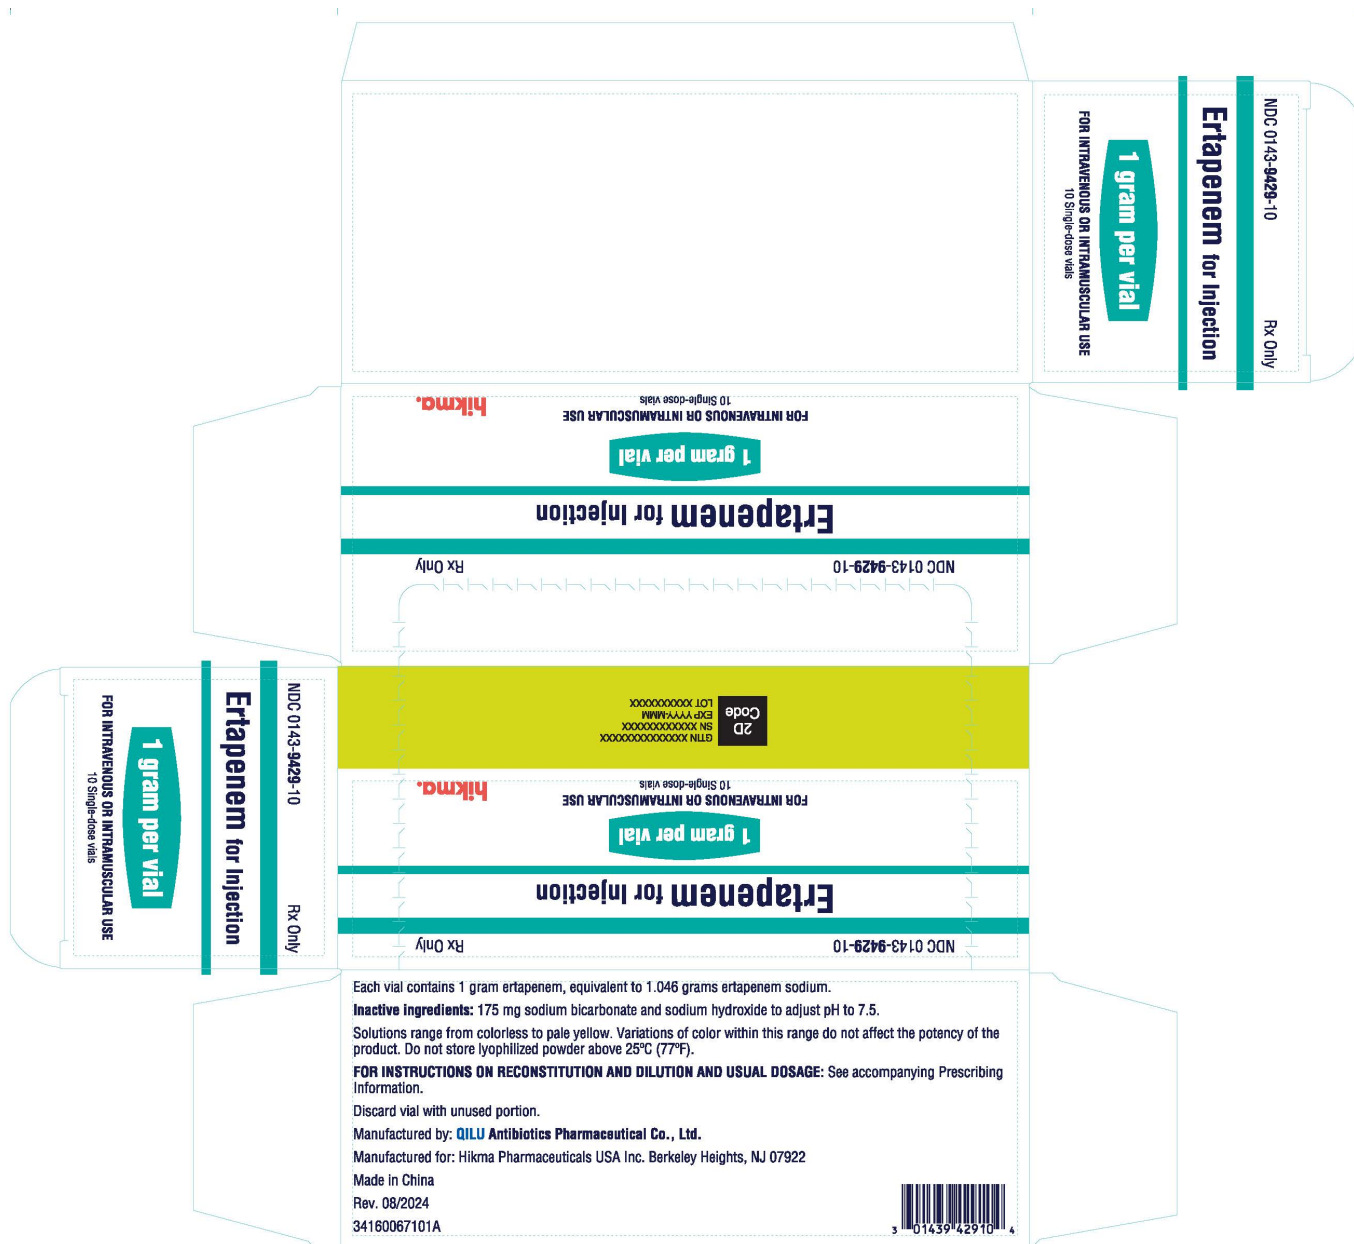 NDC 0143-9429-10 Rx Only
Ertapenem for Injection
1 gram per vial
FOR INTRAVENOUS OR INTRAMUSCULAR USE
10 Single-dose vials
NDC 0143-9429-10 Rx Only
Ertapenem for Injection
1 gram per vial
FOR INTRAVENOUS OR INTRAMUSCULAR USE
10 Single-dose vials
hikma.
2D
Code
GTIN XXXXXXXXXXXXXX
SN XXXXXXXXXXXX
EXP YYYY-MMM
LOT XXXXXXXXXX
NDC 0143-9429-10 Rx Only
Ertapenem for Injection
1 gram per vial
FOR INTRAVENOUS OR INTRAMUSCULAR USE
10 Single-dose vials
hikma.
NDC 0143-9429-10 Rx Only
Ertapenem for Injection
1 gram per vial
FOR INTRAVENOUS OR INTRAMUSCULAR USE
10 Single-dose vials
Each vial contains 1 gram ertapenem, equivalent to 1.046 grams ertapenem sodium.
Inactive ingredients: 175 mg sodium bicarbonate and sodium hydroxide to adjust pH to 7.5.
Solutions range from colorless to pale yellow. Variations of color within this range do not affect the potency of the
product. Do not store lyophilized powder above 25ºC (77ºF).
FOR INSTRUCTIONS ON RECONSTITUTION AND DILUTION AND USUAL DOSAGE: See accompanying Prescribing
Information.
Discard vial with unused portion.
Manufactured by: QILU Antibiotics Pharmaceutical Co., Ltd.
Manufactured for: Hikma Pharmaceuticals USA Inc. Berkeley Heights, NJ 07922
Made in China
Rev. 08/2024
34160067101A
3 01439 42910 4